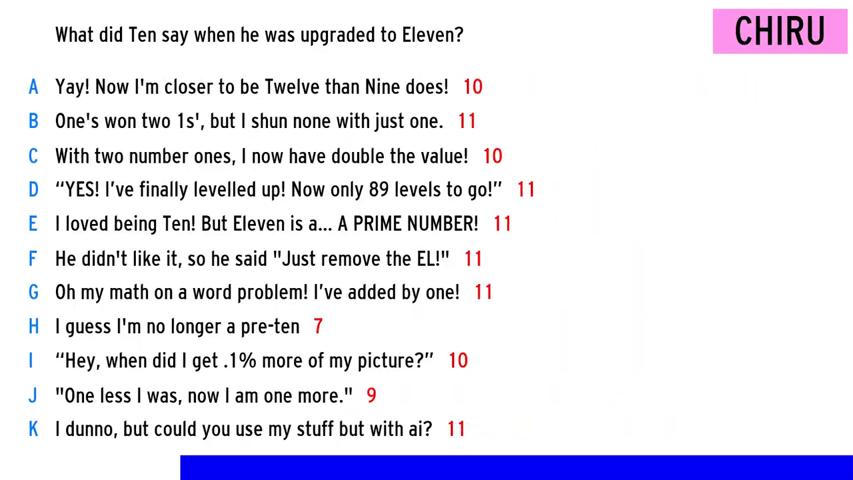 What did Ten say when he was upgraded to Eleven?
CHIRU
A Yay! Now I'm closer to be Twelve than Nine does! 10
B One's won two 1s', but I shun none with just one. 11
C With two number ones, I now have double the value! 10
D “YES! I’ve finally levelled up! Now only 89 levels to go!” 11
E I loved being Ten! But Eleven is a... A PRIME NUMBER! 11
F He didn't like it, so he said "Just remove the EL!" 11
G Oh my math on a word problem! I’ve added by one! 11
H I guess I'm no longer a pre-ten 7
I “Hey, when did I get .1% more of my picture?” 10
J "One less I was, now I am one more." 9
K I dunno, but could you use my stuff but with ai? 11